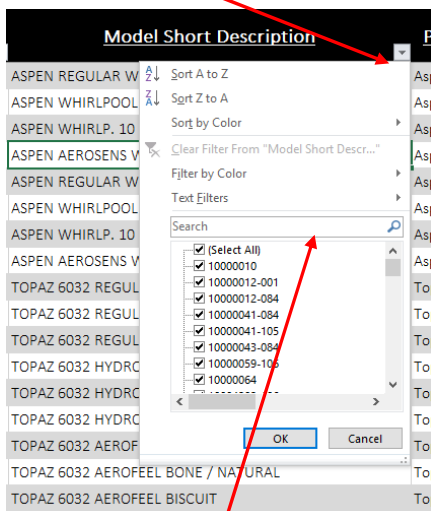 Model Short Description
ASPEN REGULAR W
Sort A to Z
ASPEN WHIRLPOOL
Sort Z to A
ASPEN WHIRLP. 10
Sort by Color
ASPEN AEROSENS W
Clear Filter From "Model Short Descr..."
ASPEN REGULAR W
Filter by Color
ASPEN WHIRLPOOL
Text Filters
ASPEN WHIRLP. 10
Search
ASPEN AEROSENS W
(Select All)
10000010
TOPAZ 6032 REGUL
10000012-001
10000012-084
TOPAZ 6032 REGUL
10000041-084
TOPAZ 6032 REGUL
10000041-105
10000043-084
TOPAZ 6032 HYDRO
10000059-105
TOPAZ 6032 HYDRO
10000064
TOPAZ 6032 HYDRO
TOPAZ 6032 AEROF
OK
Cancel
TOPAZ 6032 AEROFEEL BONE / NATURAL
TOPAZ 6032 AEROFEEL BISCUIT